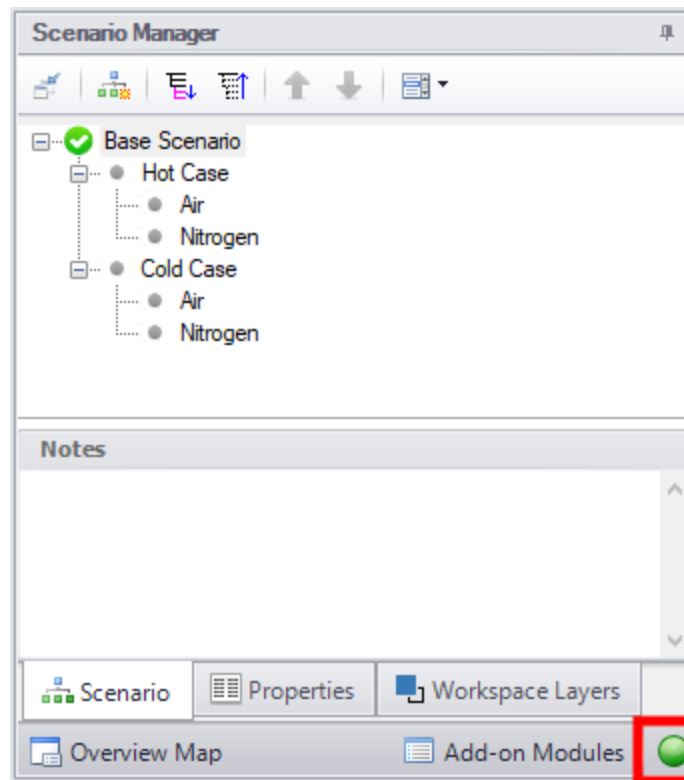 Scenario Manager
Base Scenario
Hot Case
Air
Nitrogen
Cold Case
Air
Nitrogen
Notes
Scenario Properties Workspace Layers
Overview Map Add-on Modules